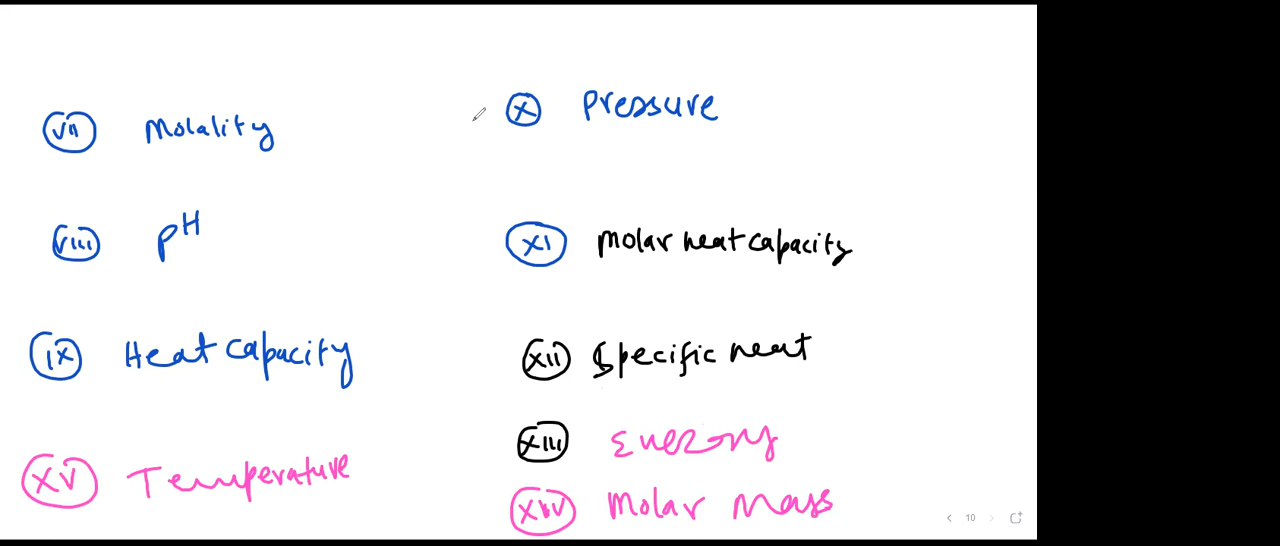 VII Molality
VIII pH
IX Heat capacity
XV Temperature
X Pressure
XI Molar heat capacity
XII Specific heat
XIII Energy
XIV Molar Mass
10